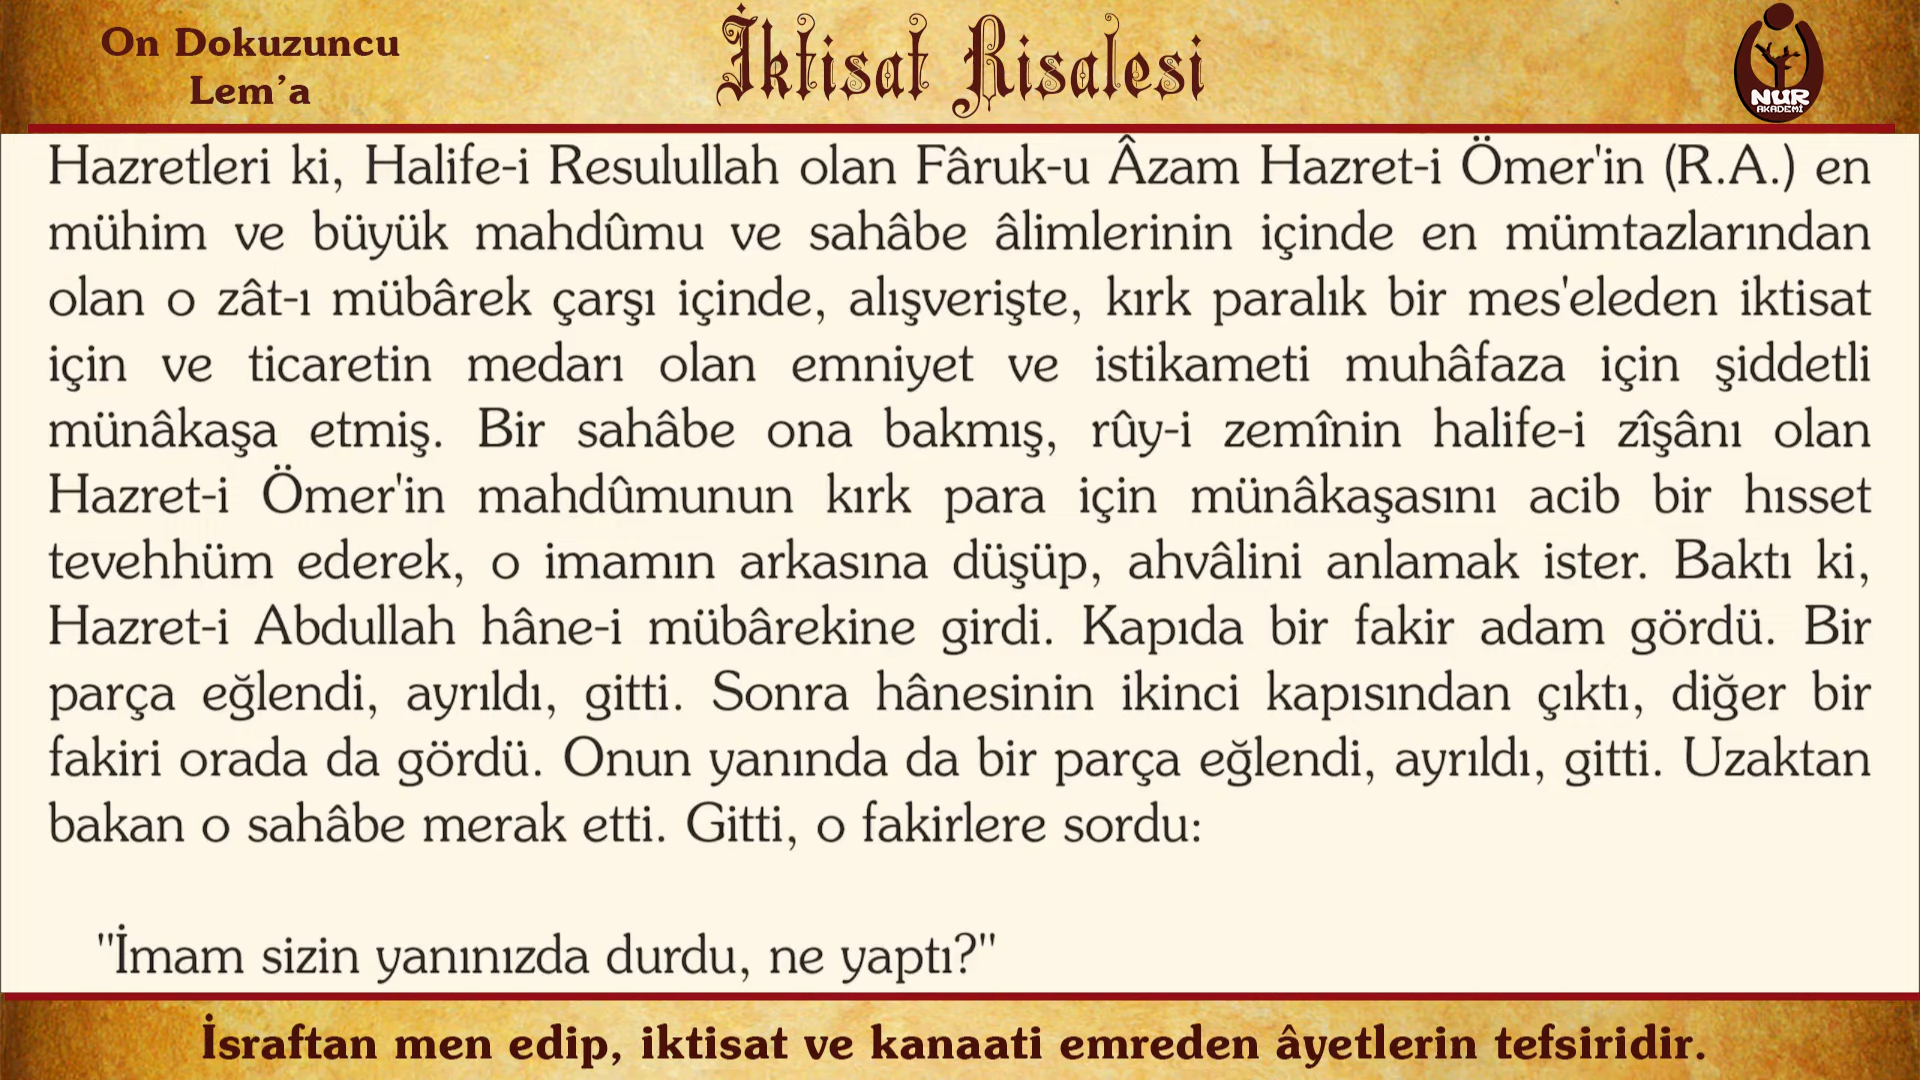 On Dokuzuncu
Lem’a
İktisat Risalesi
NUR
AKADEMİ
Hazretleri ki, Halife-i Resulullah olan Fâruk-u Âzam Hazret-i Ömer'in (R.A.) en
mühim ve büyük mahdûmu ve sahâbe âlimlerinin içinde en mümtazlarından
olan o zât-ı mübârek çarşı içinde, alışverişte, kırk paralık bir mes'eleden iktisat
için ve ticaretin medarı olan emniyet ve istikameti muhâfaza için şiddetli
münâkaşa etmiş. Bir sahâbe ona bakmış, rûy-i zemînin halife-i zîşânı olan
Hazret-i Ömer'in mahdûmunun kırk para için münâkaşasını acib bir hısset
tevehhüm ederek, o imamın arkasına düşüp, ahvâlini anlamak ister. Baktı ki,
Hazret-i Abdullah hâne-i mübârekine girdi. Kapıda bir fakir adam gördü. Bir
parça eğlendi, ayrıldı, gitti. Sonra hânesinin ikinci kapısından çıktı, diğer bir
fakiri orada da gördü. Onun yanında da bir parça eğlendi, ayrıldı, gitti. Uzaktan
bakan o sahâbe merak etti. Gitti, o fakirlere sordu:
"İmam sizin yanınızda durdu, ne yaptı?"
İsraftan men edip, iktisat ve kanaati emreden âyetlerin tefsiridir.